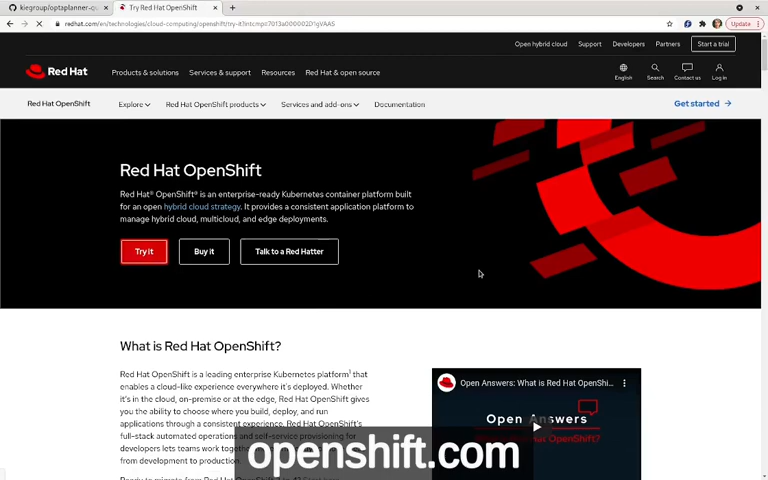 kiegroup/optaplanner-qu
Try Red Hat OpenShift
redhat.com/en/technologies/cloud-computing/openshift/try-it?intcmp=7013a000002D1gVAAS
Update
Open hybrid cloud
Support
Developers
Partners
Start a trial
Red Hat
Products & solutions
Services & support
Resources
Red Hat & open source
English
Search
Contact us
Log in
Red Hat OpenShift
Explore
Red Hat OpenShift products
Services and add-ons
Documentation
Get started
Red Hat OpenShift
Red Hat® OpenShift® is an enterprise-ready Kubernetes container platform built
for an open hybrid cloud strategy. It provides a consistent application platform to
manage hybrid cloud, multicloud, and edge deployments.
Try it
Buy it
Talk to a Red Hatter
What is Red Hat OpenShift?
Red Hat OpenShift is a leading enterprise Kubernetes platform¹ that
enables a cloud-like experience everywhere it's deployed. Whether
it's in the cloud, on-premise or at the edge, Red Hat OpenShift gives
you the ability to choose where you build, deploy, and run
applications through a consistent experience. Red Hat OpenShift's
full-stack automated operations and self-service provisioning for
developers lets teams work together
from development to production.
Open Answers: What is Red Hat OpenShi...
Open Answers
OpenShift?
openshift.com